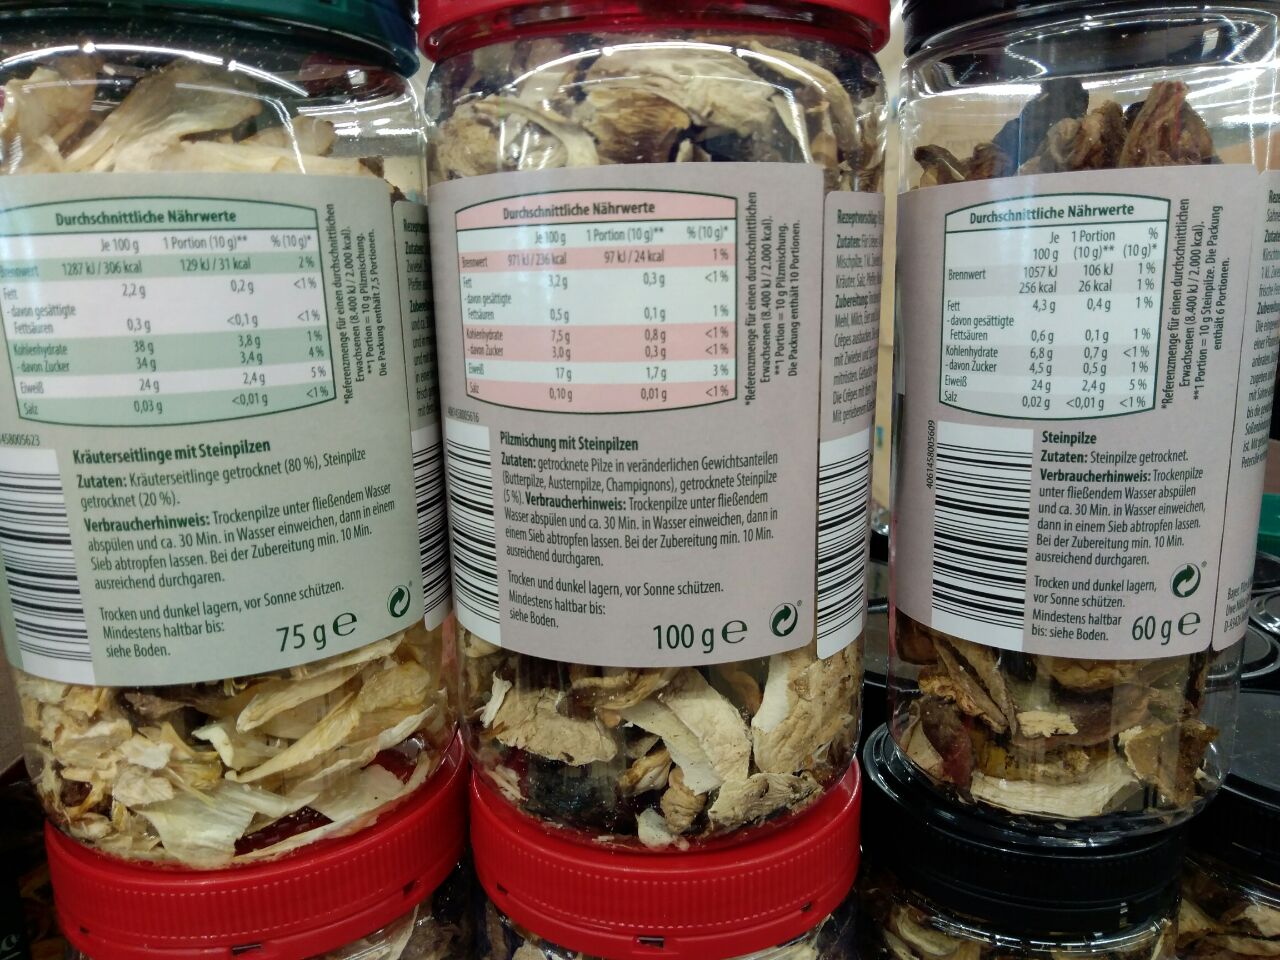 Durchschnittliche Nährwerte
Je 100 g 1 Portion (10 g)** % (10 g)*
Brennwert 1287 kJ / 306 kcal 129 kJ / 31 kcal 2 %
Fett 2,2 g 0,2 g <1 %
- davon gesättigte
Fettsäuren 0,3 g <0,1 g <1 %
Kohlenhydrate 38 g 3,8 g 1 %
- davon Zucker 34 g 3,4 g 4 %
Eiweiß 24 g 2,4 g 5 %
Salz 0,03 g <0,01 g <1 %
*Referenzmenge für einen durchschnittlichen
Erwachsenen (8.400 kJ / 2.000 kcal).
**1 Portion = 10 g Pilzmischung.
Die Packung enthält 7,5 Portionen.
458005623
Kräuterseitlinge mit Steinpilzen
Zutaten: Kräuterseitlinge getrocknet (80 %), Steinpilze
getrocknet (20 %).
Verbraucherhinweis: Trockenpilze unter fließendem Wasser
abspülen und ca. 30 Min. in Wasser einweichen, dann in einem
Sieb abtropfen lassen. Bei der Zubereitung min. 10 Min.
ausreichend durchgaren.
Trocken und dunkel lagern, vor Sonne schützen.
Mindestens haltbar bis:
siehe Boden.
75 g e
Durchschnittliche Nährwerte
Je 100 g 1 Portion (10 g)** % (10 g)*
Brennwert 971 kJ / 236 kcal 97 kJ / 24 kcal 1 %
Fett 3,2 g 0,3 g <1 %
- davon gesättigte
Fettsäuren 0,5 g 0,1 g 1 %
Kohlenhydrate 7,5 g 0,8 g <1 %
- davon Zucker 3,0 g 0,3 g <1 %
Eiweiß 17 g 1,7 g 3 %
Salz 0,10 g 0,01 g <1 %
*Referenzmenge für einen durchschnittlichen
Erwachsenen (8.400 kJ / 2.000 kcal).
**1 Portion = 10 g Pilzmischung.
Die Packung enthält 10 Portionen.
Pilzmischung mit Steinpilzen
Zutaten: getrocknete Pilze in veränderlichen Gewichtsanteilen
(Butterpilze, Austernpilze, Champignons), getrocknete Steinpilze
(5 %). Verbraucherhinweis: Trockenpilze unter fließendem
Wasser abspülen und ca. 30 Min. in Wasser einweichen, dann in
einem Sieb abtropfen lassen. Bei der Zubereitung min. 10 Min.
ausreichend durchgaren.
Trocken und dunkel lagern, vor Sonne schützen.
Mindestens haltbar bis:
siehe Boden.
100 g e
Durchschnittliche Nährwerte
Je 1 Portion %
100 g (10 g)** (10 g)*
Brennwert 1057 kJ 106 kJ 1 %
256 kcal 26 kcal 1 %
Fett 4,3 g 0,4 g 1 %
- davon gesättigte
Fettsäuren 0,6 g 0,1 g 1 %
Kohlenhydrate 6,8 g 0,7 g <1 %
- davon Zucker 4,5 g 0,5 g 1 %
Eiweiß 24 g 2,4 g 5 %
Salz 0,02 g <0,01 g <1 %
*Referenzmenge für einen durchschnittlichen
Erwachsenen (8.400 kJ / 2.000 kcal).
**1 Portion = 10 g Steinpilze. Die Packung
enthält 6 Portionen.
4061458005609
Steinpilze
Zutaten: Steinpilze getrocknet.
Verbraucherhinweis: Trockenpilze
unter fließendem Wasser abspülen
und ca. 30 Min. in Wasser einweichen,
dann in einem Sieb abtropfen lassen.
Bei der Zubereitung min. 10 Min.
ausreichend durchgaren.
Trocken und dunkel lagern,
vor Sonne schützen.
Mindestens haltbar
bis: siehe Boden.
60 g e